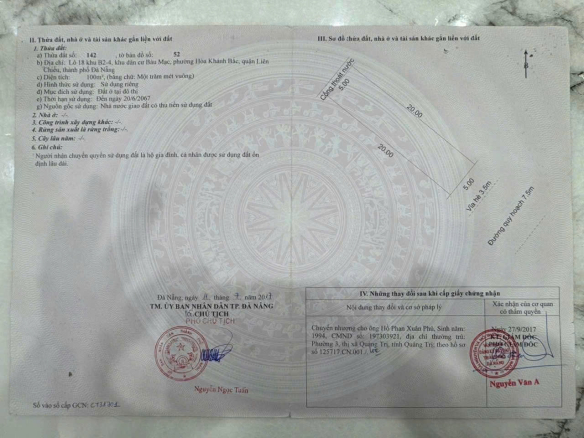 II. Thửa đất, nhà ở và tài sản khác gắn liền với đất
1. Thửa đất:
a) Thửa đất số: 142, tờ bản đồ số: 52
b) Địa chỉ: Lô 18 khu B2-4, khu dân cư Bàu Mạc, phường Hòa Khánh Bắc, quận Liên
Chiểu, thành phố Đà Nẵng
c) Diện tích: 100m², (bằng chữ: Một trăm mét vuông)
d) Hình thức sử dụng: Sử dụng riêng
đ) Mục đích sử dụng: Đất ở tại đô thị
e) Thời hạn sử dụng: Đến ngày 20/6/2067
g) Nguồn gốc sử dụng: Nhà nước giao đất có thu tiền sử dụng đất
2. Nhà ở: -/-.
3. Công trình xây dựng khác: -/-.
4. Rừng sản xuất là rừng trồng: -/-.
5. Cây lâu năm: -/-.
6. Ghi chú:
Người nhận chuyển quyền sử dụng đất là hộ gia đình, cá nhân được sử dụng đất ổn
định lâu dài.
Đà Nẵng, ngày tháng năm 2017
TM. ỦY BAN NHÂN DÂN TP. ĐÀ NẴNG
CHỦ TỊCH
PHÓ CHỦ TỊCH
Nguyễn Ngọc Tuấn
Số vào sổ cấp GCN:
III. Sơ đồ thửa đất, nhà ở và tài sản khác gắn liền với đất
Cống thoát nước
5.00
20.00
20.00
5.00
Vỉa hè 3.5m
Đường quy hoạch 7.5m
IV. Những thay đổi sau khi cấp giấy chứng nhận
Nội dung thay đổi và cơ sở pháp lý
Xác nhận của cơ quan
có thẩm quyền
Chuyển nhượng cho ông Hồ Phan Xuân Phú, Sinh năm:
1994, CMND số: 197303921, địa chỉ thường trú:
Phường 3, thị xã Quảng Trị, tỉnh Quảng Trị; theo hồ sơ
số 125717.CN.001
Ngày 27/9/2017
KT. GIÁM ĐỐC
PHÓ GIÁM ĐỐC
Nguyễn Văn A